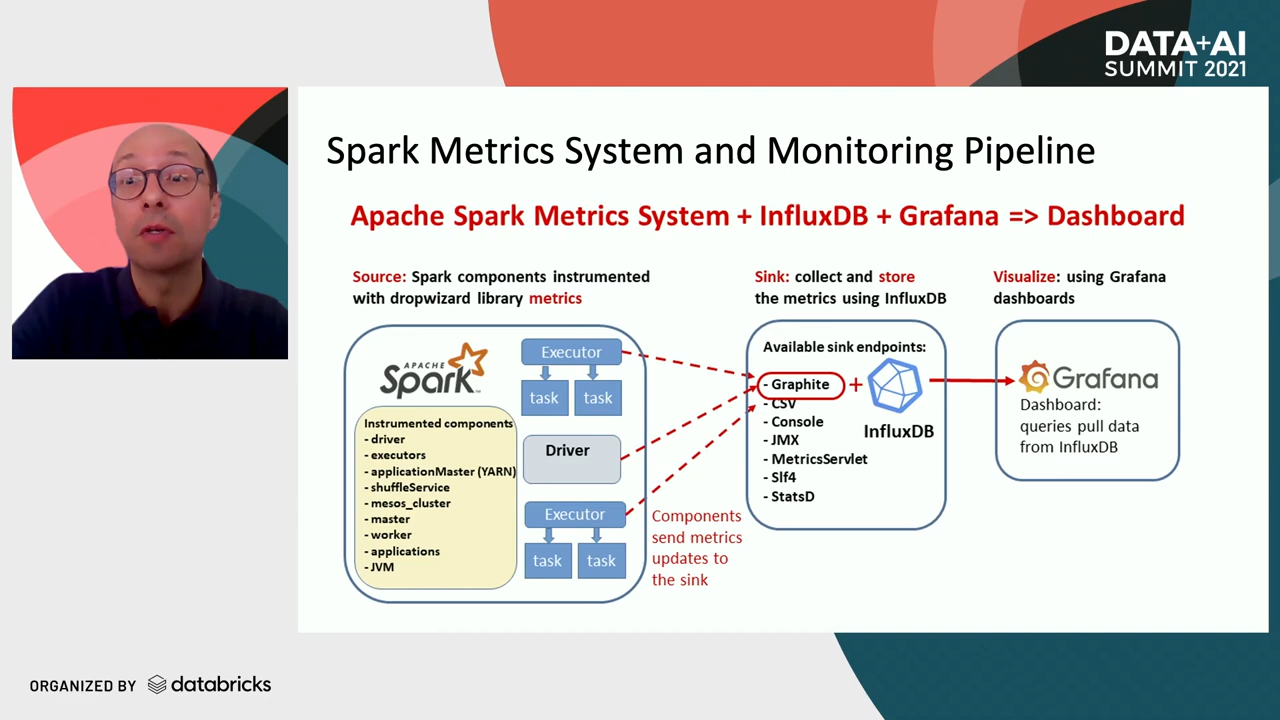 DATA+AI
SUMMIT 2021
Spark Metrics System and Monitoring Pipeline
Apache Spark Metrics System + InfluxDB + Grafana => Dashboard
Source: Spark components instrumented
with dropwizard library metrics
Sink: collect and store
the metrics using InfluxDB
Visualize: using Grafana
dashboards
APACHE
Spark™
Instrumented components
- driver
- executors
- applicationMaster (YARN)
- shuffleService
- mesos_cluster
- master
- worker
- applications
- JVM
Executor
task
task
Driver
Executor
task
task
Components
send metrics
updates to
the sink
Available sink endpoints:
- Graphite
- CSV
- Console
- JMX
- MetricsServlet
- Slf4
- StatsD
+
InfluxDB
Grafana
Dashboard:
queries pull data
from InfluxDB
ORGANIZED BY databricks